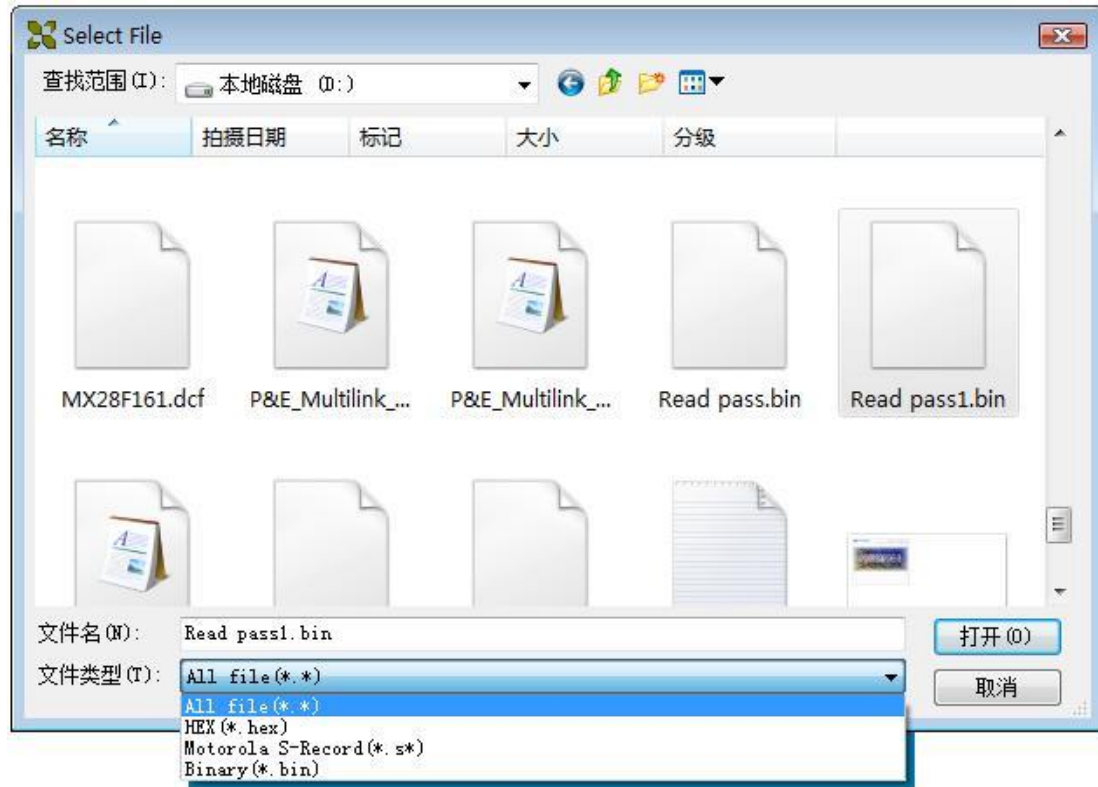 Select File
查找范围(I): 本地磁盘 (D:)
名称 拍摄日期 标记 大小 分级
MX28F161.dcf P&E_Multilink_... P&E_Multilink_... Read pass.bin Read pass1.bin
文件名(N): Read pass1.bin 打开(O)
文件类型(T): All file(*.*) 取消
All file(*.*)
HEX(*.hex)
Motorola S-Record(*.s*)
Binary(*.bin)